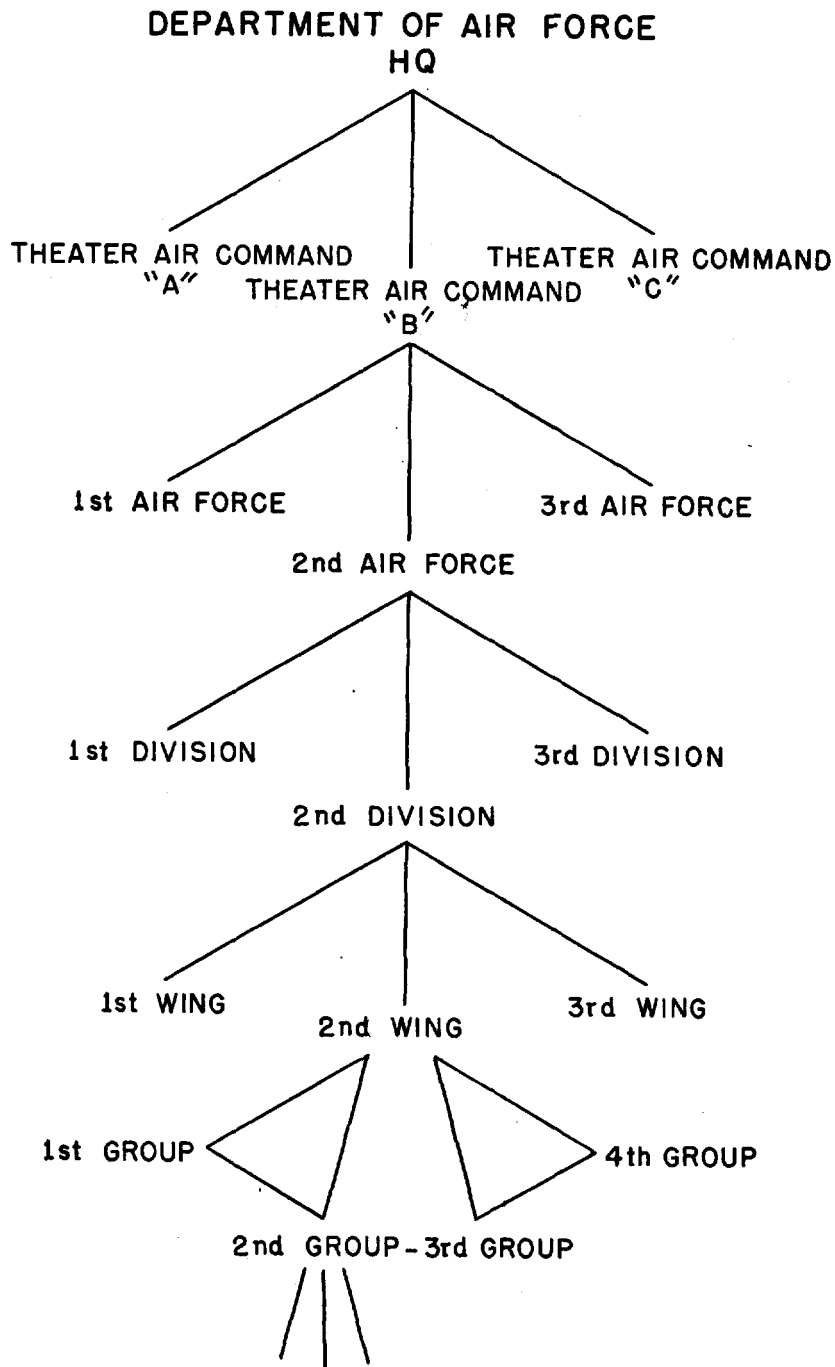 DEPARTMENT OF AIR FORCE
HQ
THEATER AIR COMMAND
"A"
THEATER AIR COMMAND
"B"
THEATER AIR COMMAND
"C"
1st AIR FORCE
3rd AIR FORCE
2nd AIR FORCE
1st DIVISION
3rd DIVISION
2nd DIVISION
1st WING
3rd WING
2nd WING
1st GROUP
4th GROUP
2nd GROUP - 3rd GROUP